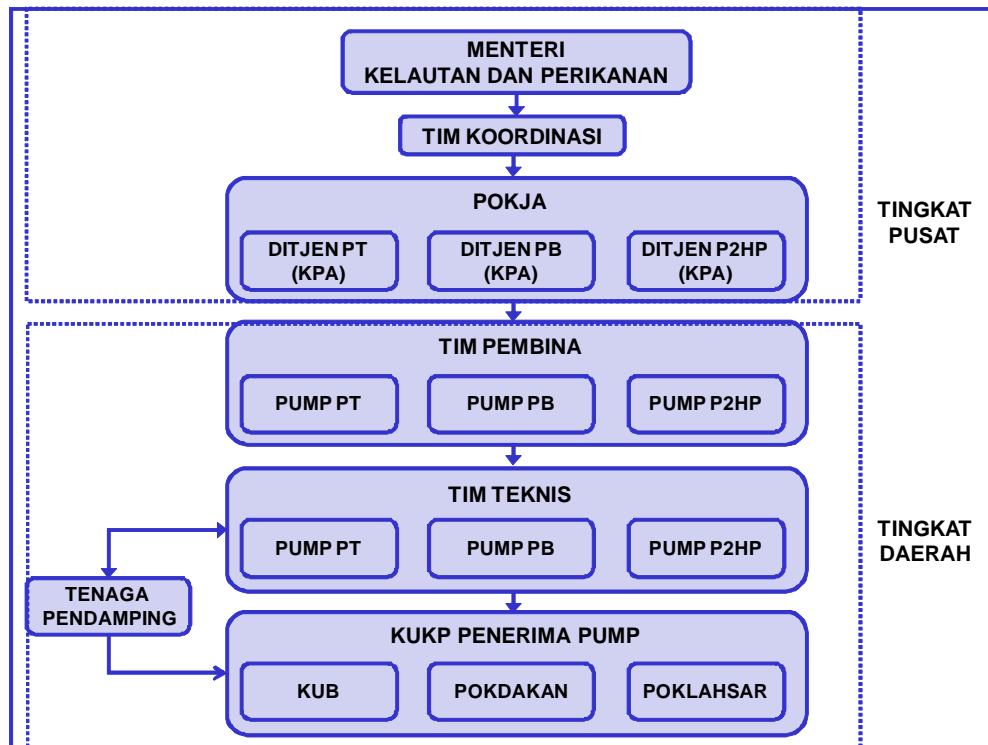 MENTERI
KELAUTAN DAN PERIKANAN
TIM KOORDINASI
POKJA
DITJEN PT
(KPA)
DITJEN PB
(KPA)
DITJEN P2HP
(KPA)
TINGKAT
PUSAT
TIM PEMBINA
PUMP PT
PUMP PB
PUMP P2HP
TIM TEKNIS
PUMP PT
PUMP PB
PUMP P2HP
TINGKAT
DAERAH
TENAGA
PENDAMPING
KUKP PENERIMA PUMP
KUB
POKDAKAN
POKLAHSAR